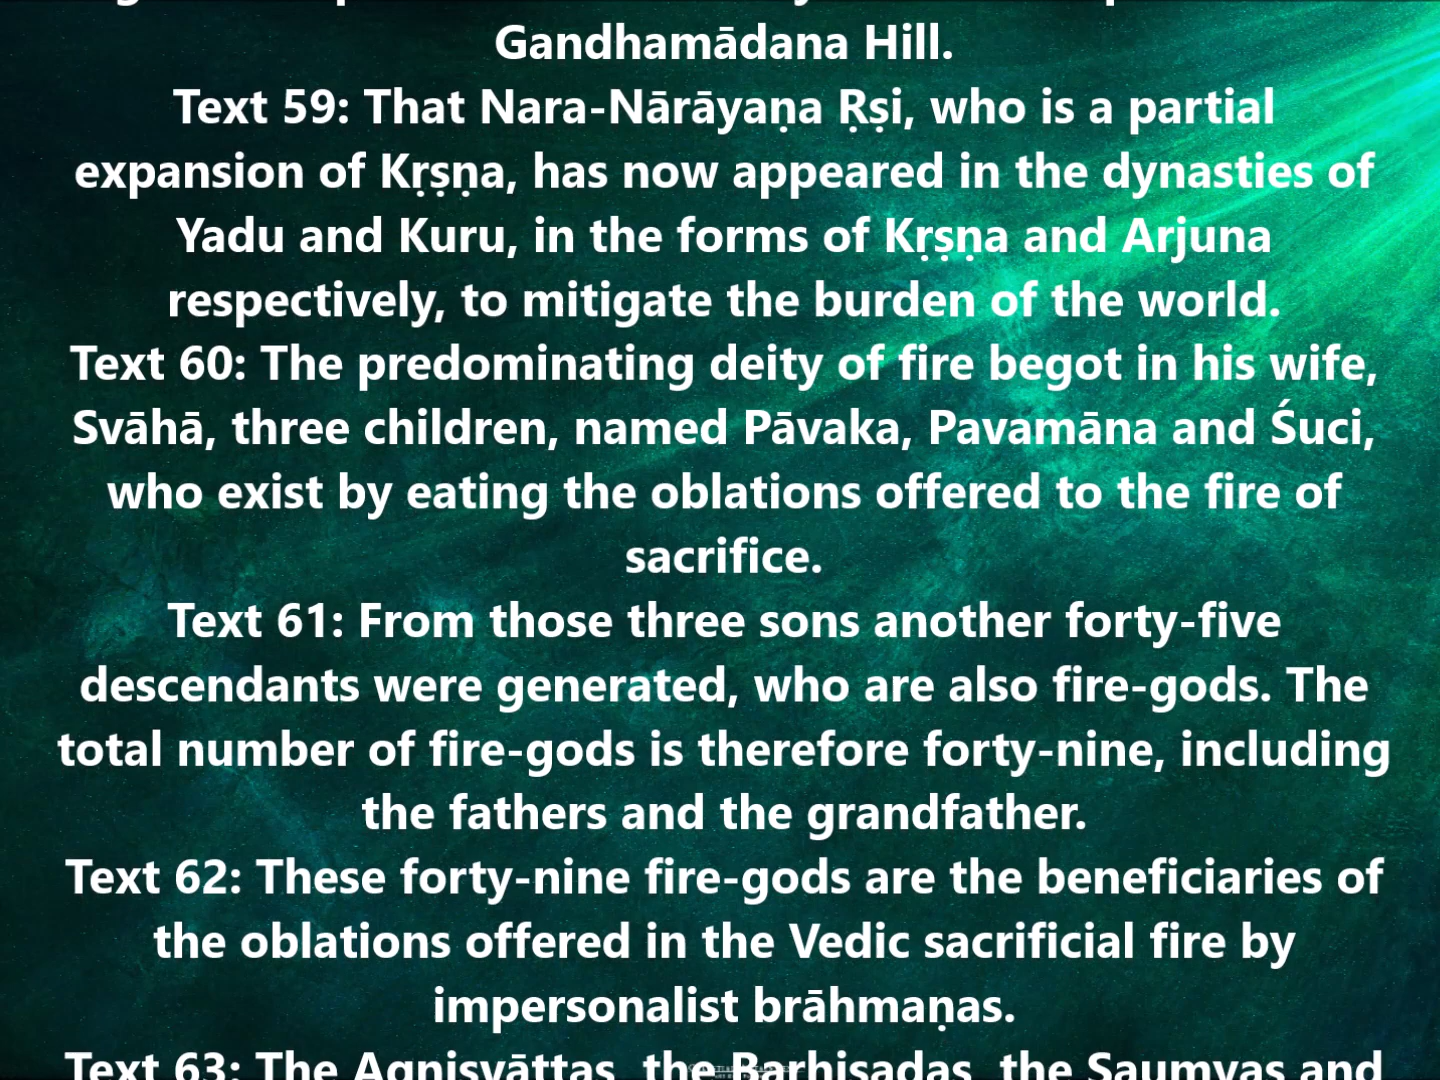 Gandhamādana Hill.
Text 59: That Nara-Nārāyaṇa Ṛṣi, who is a partial
expansion of Kṛṣṇa, has now appeared in the dynasties of
Yadu and Kuru, in the forms of Kṛṣṇa and Arjuna
respectively, to mitigate the burden of the world.
Text 60: The predominating deity of fire begot in his wife,
Svāhā, three children, named Pāvaka, Pavamāna and Śuci,
who exist by eating the oblations offered to the fire of
sacrifice.
Text 61: From those three sons another forty-five
descendants were generated, who are also fire-gods. The
total number of fire-gods is therefore forty-nine, including
the fathers and the grandfather.
Text 62: These forty-nine fire-gods are the beneficiaries of
the oblations offered in the Vedic sacrificial fire by
impersonalist brāhmaṇas.
Text 63: The Agniṣvāttas, the Barhiṣadas, the Saumyas and